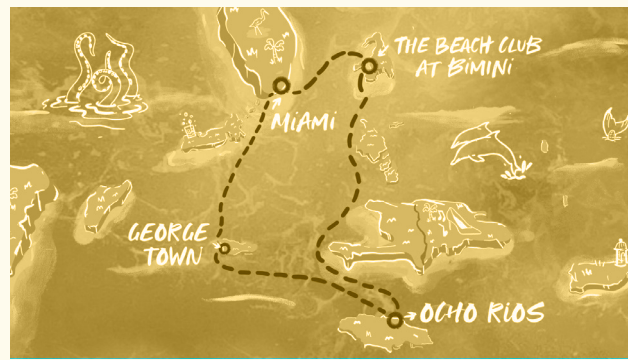 THE BEACH CLUB
AT BiMiNi
MiAMi
GEORGE
TOWN
OCHO RiOS